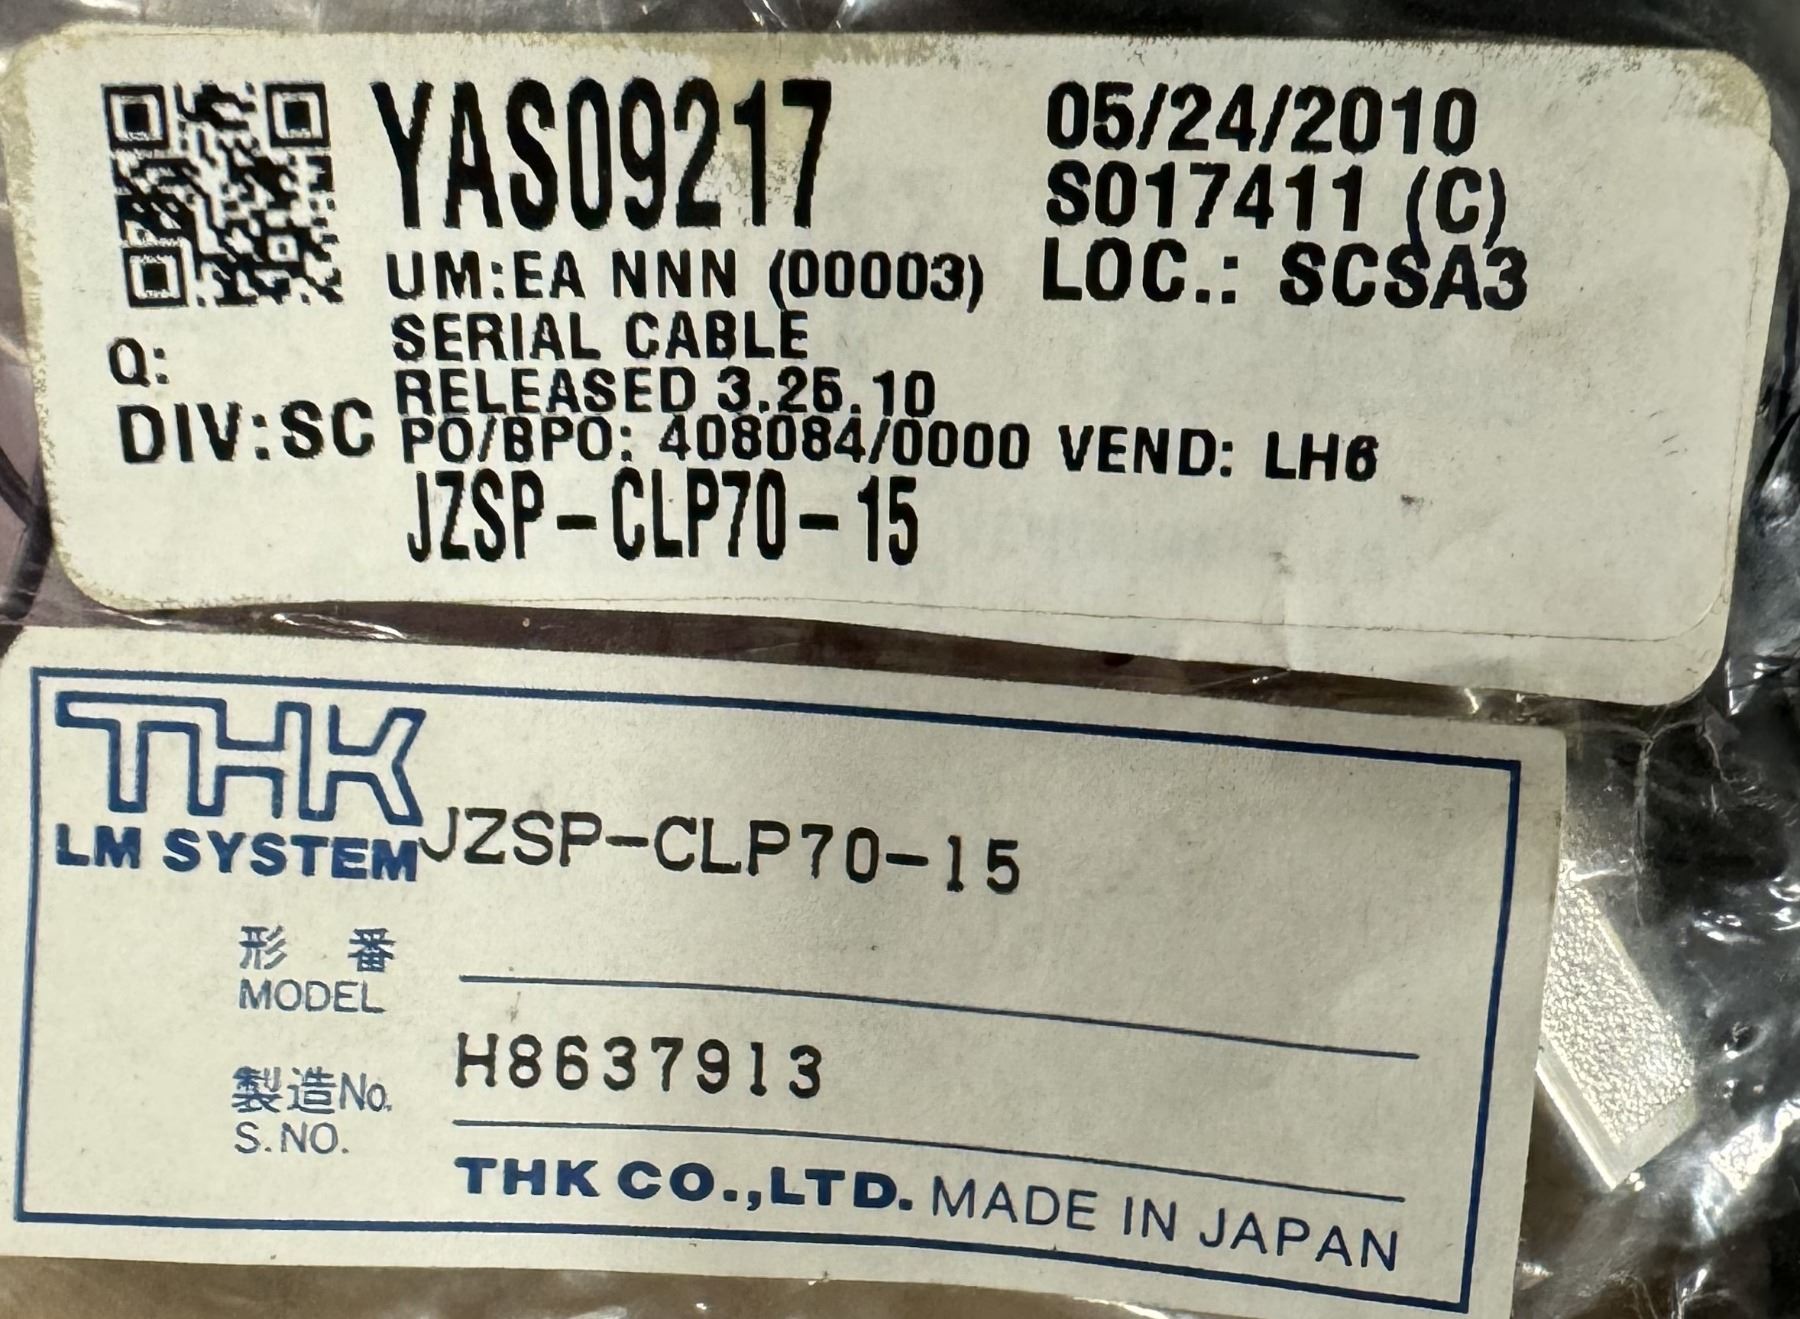 YAS09217
05/24/2010
S017411 (C)
UM:EA NNN (00003)
LOC.: SCSA3
SERIAL CABLE
Q:
RELEASED 3.25.10
DIV:SC
PO/BPO: 408084/0000 VEND: LH6
JZSP-CLP70-15
THK
LM SYSTEM
JZSP-CLP70-15
形 番
MODEL
H8637913
製造No.
S.NO.
THK CO.,LTD. MADE IN JAPAN